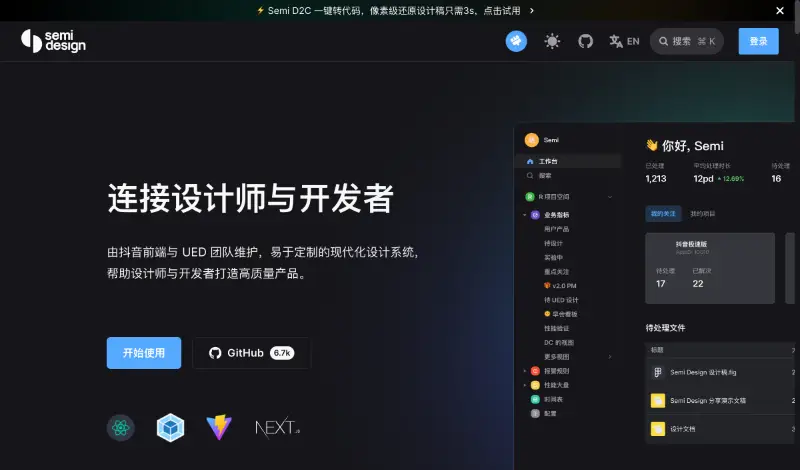 ⚡ Semi D2C 一键转代码，像素级还原设计稿只需3s，点击试用 >
semi design
EN
搜索 ⌘ K
登录
连接设计师与开发者
由抖音前端与 UED 团队维护，易于定制的现代化设计系统，
帮助设计师与开发者打造高质量产品。
开始使用
GitHub 6.7k
NEXT.JS
Semi
工作台
搜索
R 项目空间
业务指标
用户产品
待设计
实验中
重点关注
v2.0 PM
待 UED 设计
早会看板
性能验证
DC 的视图
更多视图
报警规则
性能大盘
时间表
配置
👋 你好, Semi
已处理 平均处理时长 待处理
1,213 12pd 12.69% 16
我的关注 我的项目
抖音极速版
待处理 已解决
17 22
待处理文件
标题
Semi Design 设计稿.fig
Semi Design 分享演示文稿
设计文档